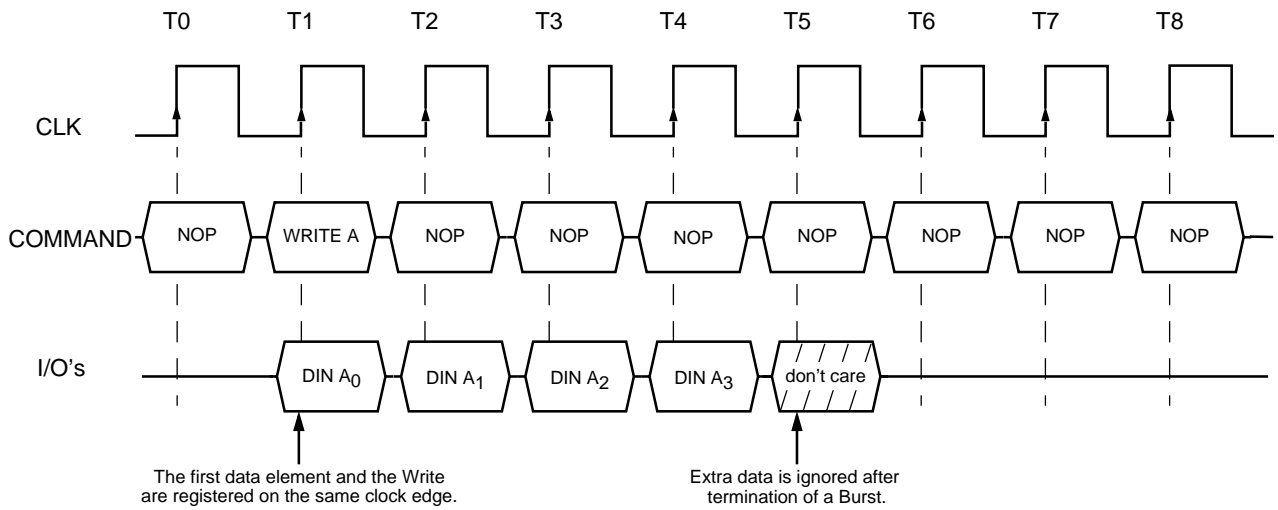 T0 T1 T2 T3 T4 T5 T6 T7 T8
CLK
COMMAND NOP WRITE A NOP NOP NOP NOP NOP NOP NOP
I/O's DIN A0 DIN A1 DIN A2 DIN A3 don't care
The first data element and the Write
are registered on the same clock edge.
Extra data is ignored after
termination of a Burst.